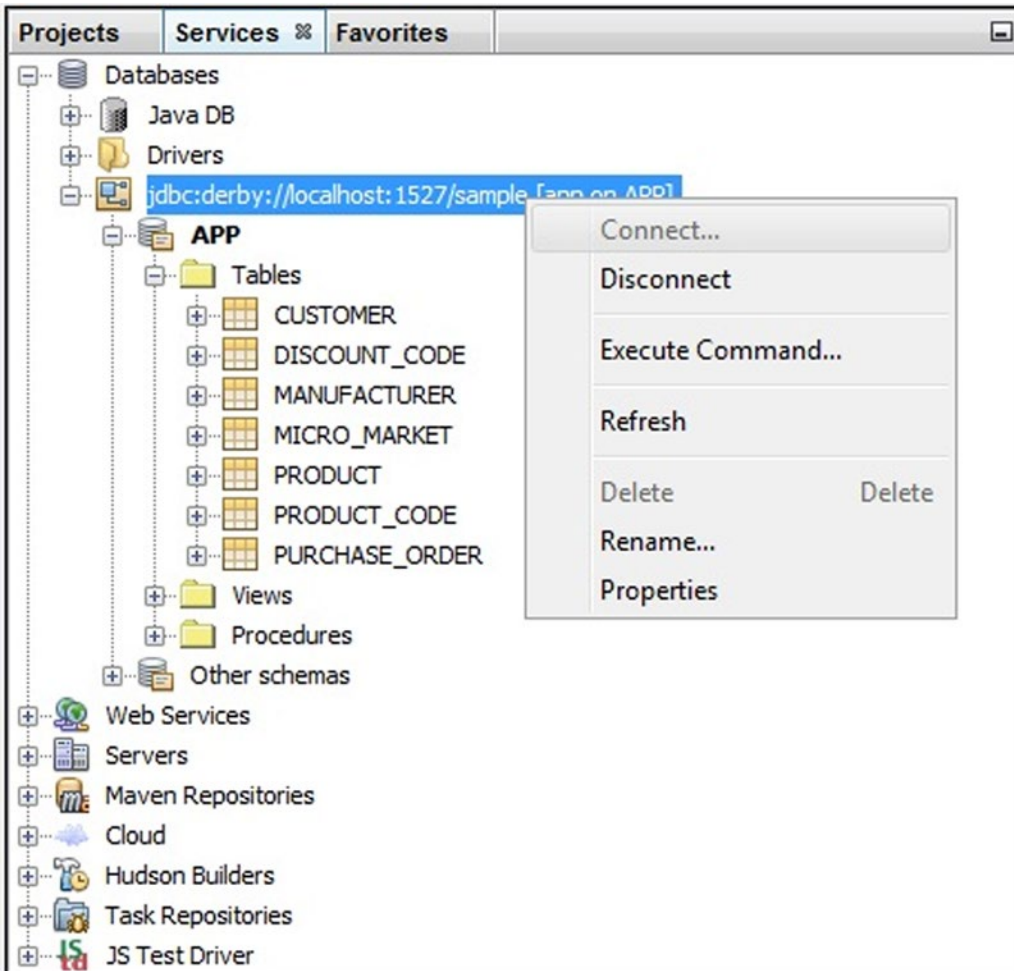 Projects Services Favorites
Databases
Java DB
Drivers
jdbc:derby://localhost:1527/sample [app on APP]
APP
Tables
CUSTOMER
DISCOUNT_CODE
MANUFACTURER
MICRO_MARKET
PRODUCT
PRODUCT_CODE
PURCHASE_ORDER
Views
Procedures
Other schemas
Web Services
Servers
Maven Repositories
Cloud
Hudson Builders
Task Repositories
JS Test Driver
Connect...
Disconnect
Execute Command...
Refresh
Delete Delete
Rename...
Properties